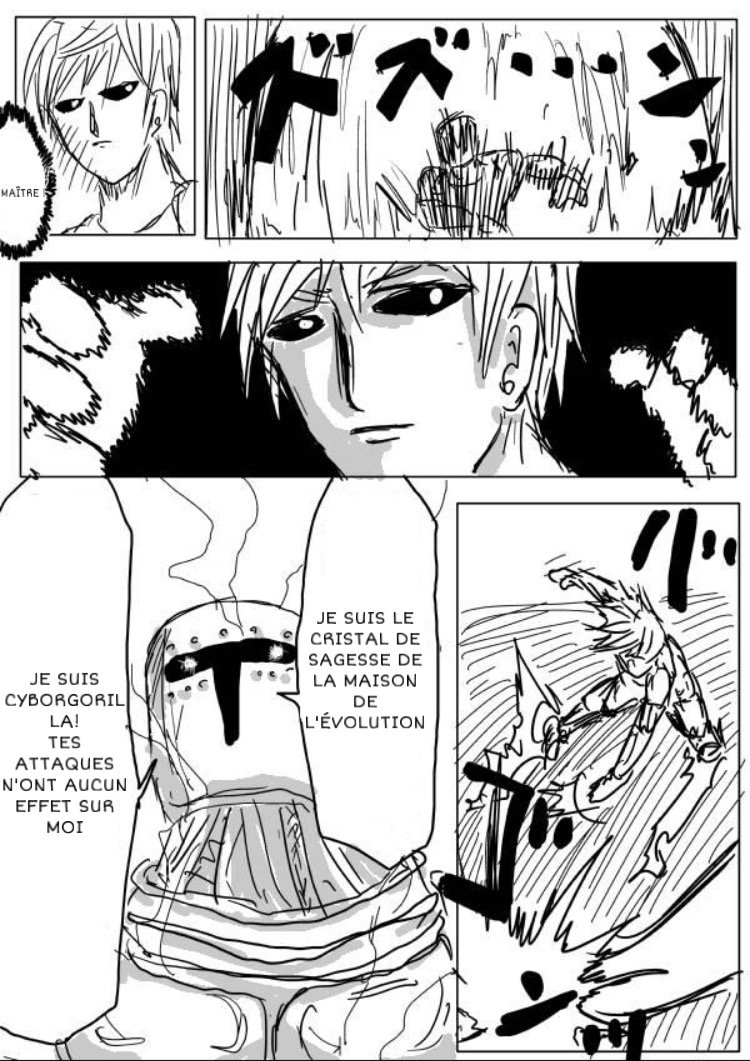 MAÎTRE
JE SUIS LE
CRISTAL DE
SAGESSE DE
LA MAISON
DE
L'ÉVOLUTION
JE SUIS
CYBORGORIL
LA!
TES
ATTAQUES
N'ONT AUCUN
EFFET SUR
MOI